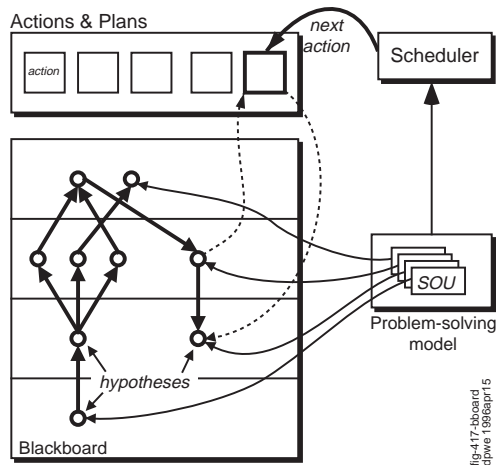 Actions & Plans
next
action
Scheduler
action
SOU
Problem-solving
model
hypotheses
Blackboard
fig-417-bboard
dpwe 1996apr15